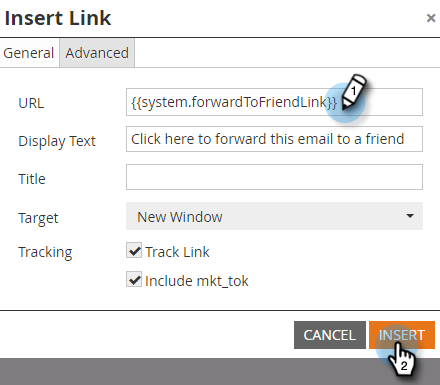 Insert Link ×
General Advanced
URL {{system.forwardToFriendLink}} 1
Display Text Click here to forward this email to a friend
Title
Target New Window
Tracking Track Link
Include mkt_tok
CANCEL INSERT
2